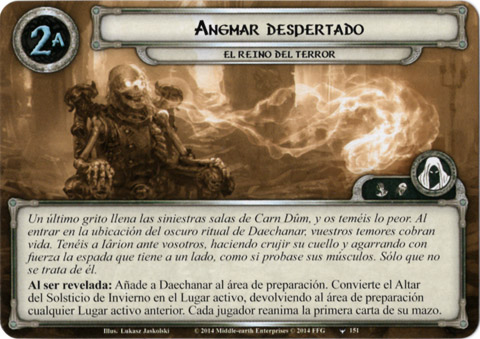 2A
ANGMAR DESPERTADO
EL REINO DEL TERROR
Un último grito llena las siniestras salas de Carn Dûm, y os teméis lo peor. Al
entrar en la ubicación del oscuro ritual de Daechanar, vuestros temores cobran
vida. Tenéis a Iârion ante vosotros, haciendo crujir su cuello y agarrando con
fuerza la espada que tiene a un lado, como si probase sus músculos. Sólo que no
se trata de él.
Al ser revelada: Añade a Daechanar al área de preparación. Convierte el Altar
del Solsticio de Invierno en el Lugar activo, devolviendo al área de preparación
cualquier Lugar activo anterior. Cada jugador reanima la primera carta de su mazo.
Illus. Lukasz Jaskolski © 2014 Middle-earth Enterprises © 2014 FFG 151